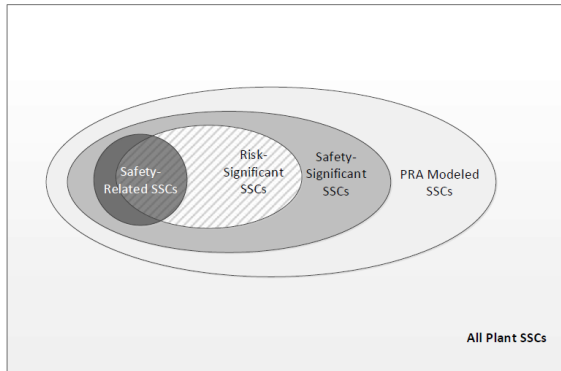 Safety-
Related SSCs
Risk-
Significant
SSCs
Safety-
Significant
SSCs
PRA Modeled
SSCs
All Plant SSCs